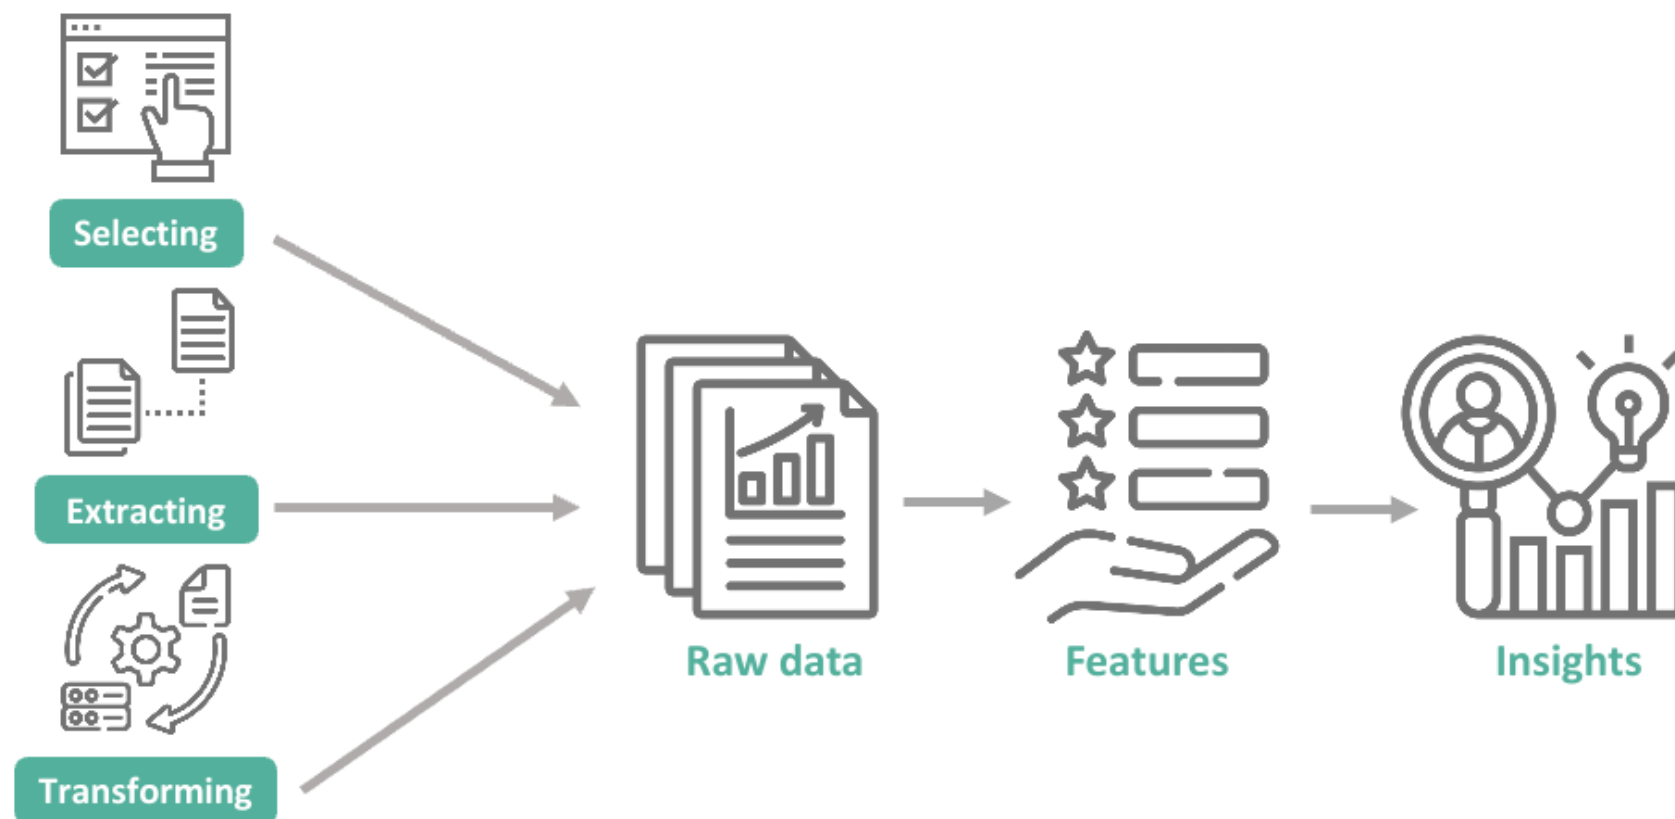 Selecting
Extracting
Transforming
Raw data
Features
Insights